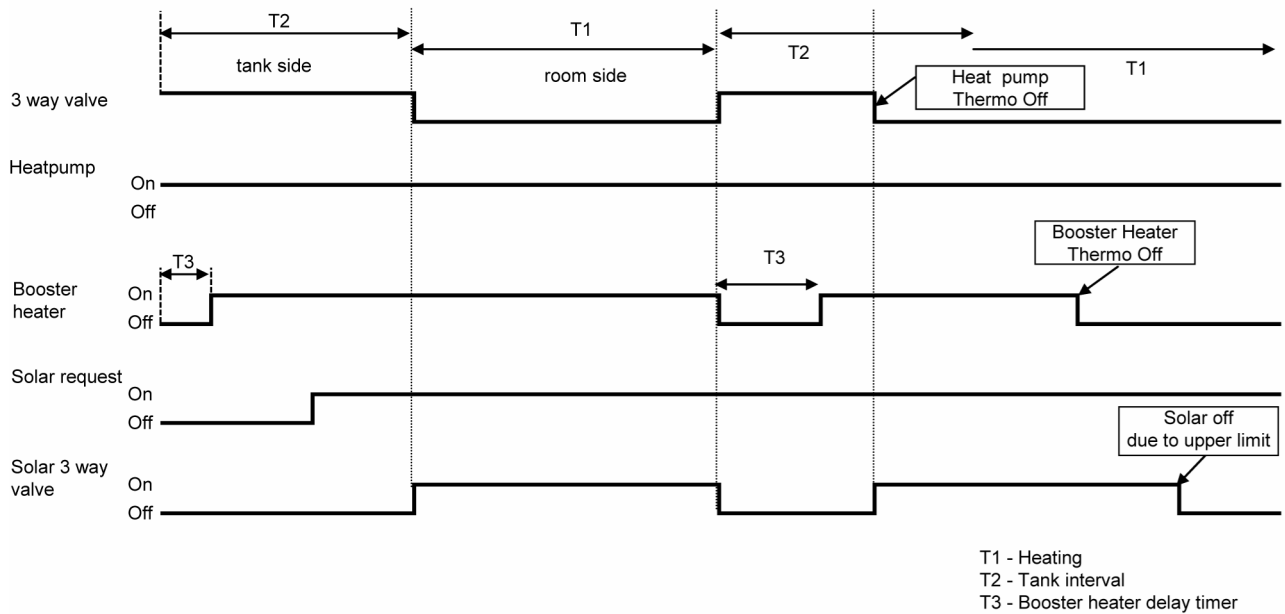 T2
T1
T2
T1
tank side
room side
Heat pump
Thermo Off
3 way valve
Heatpump
On
Off
Booster Heater
Thermo Off
T3
T3
Booster
heater
On
Off
Solar request
On
Off
Solar off
due to upper limit
Solar 3 way
valve
On
Off
T1 - Heating
T2 - Tank interval
T3 - Booster heater delay timer